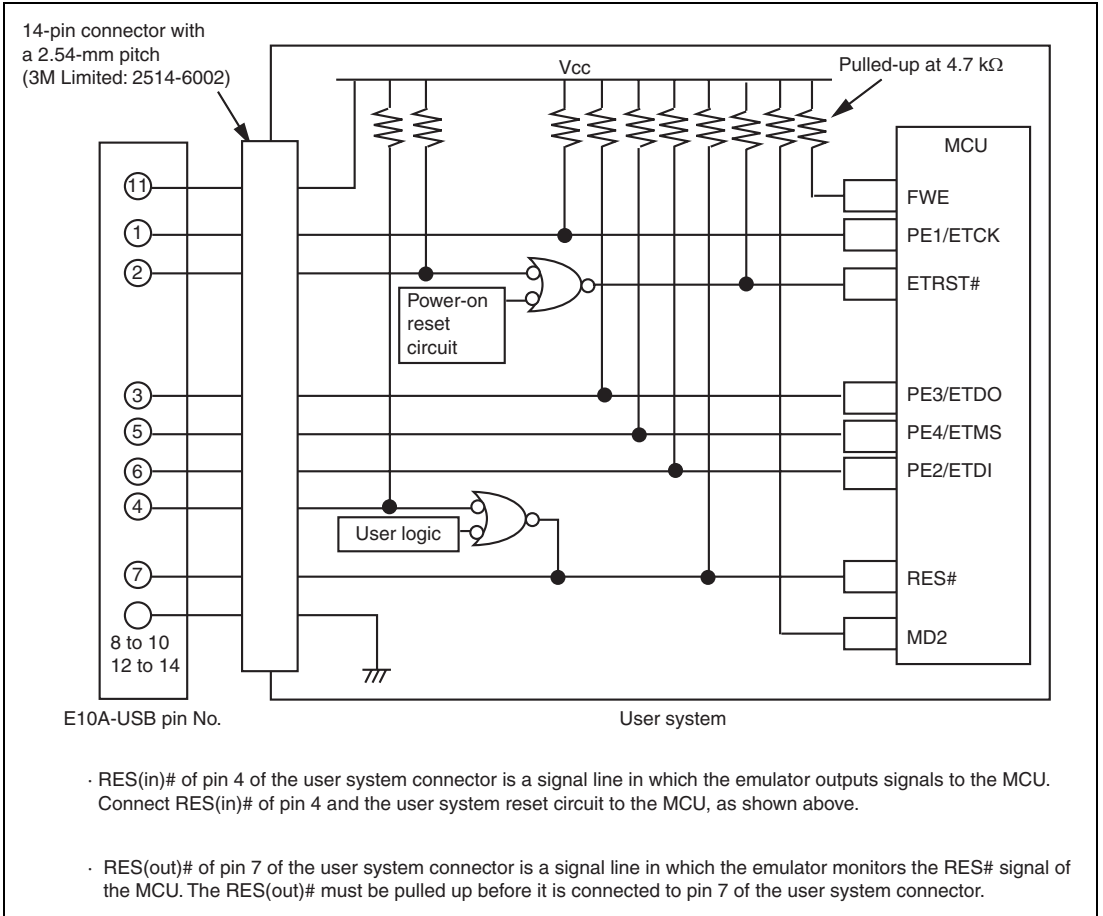 14-pin connector with
a 2.54-mm pitch
(3M Limited: 2514-6002)
Vcc
Pulled-up at 4.7 kΩ
MCU
11
FWE
1
PE1/ETCK
2
ETRST#
Power-on
reset
circuit
3
PE3/ETDO
5
PE4/ETMS
6
PE2/ETDI
4
User logic
7
RES#
8 to 10
12 to 14
MD2
E10A-USB pin No.
User system
· RES(in)# of pin 4 of the user system connector is a signal line in which the emulator outputs signals to the MCU.
Connect RES(in)# of pin 4 and the user system reset circuit to the MCU, as shown above.
· RES(out)# of pin 7 of the user system connector is a signal line in which the emulator monitors the RES# signal of
the MCU. The RES(out)# must be pulled up before it is connected to pin 7 of the user system connector.